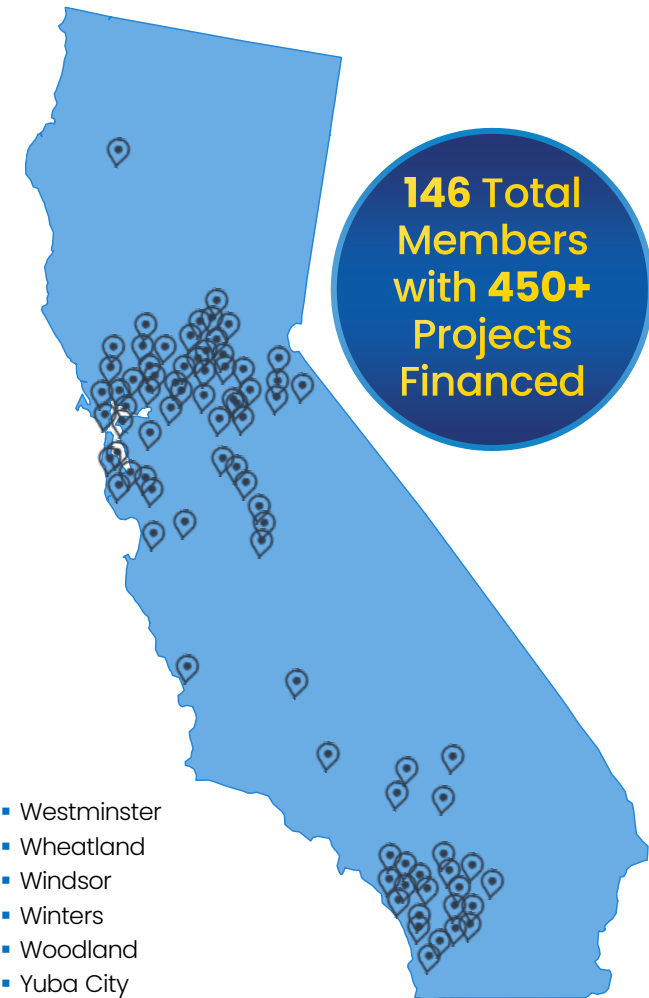 146 Total
Members
with 450+
Projects
Financed
Westminster
Wheatland
Windsor
Winters
Woodland
Yuba City